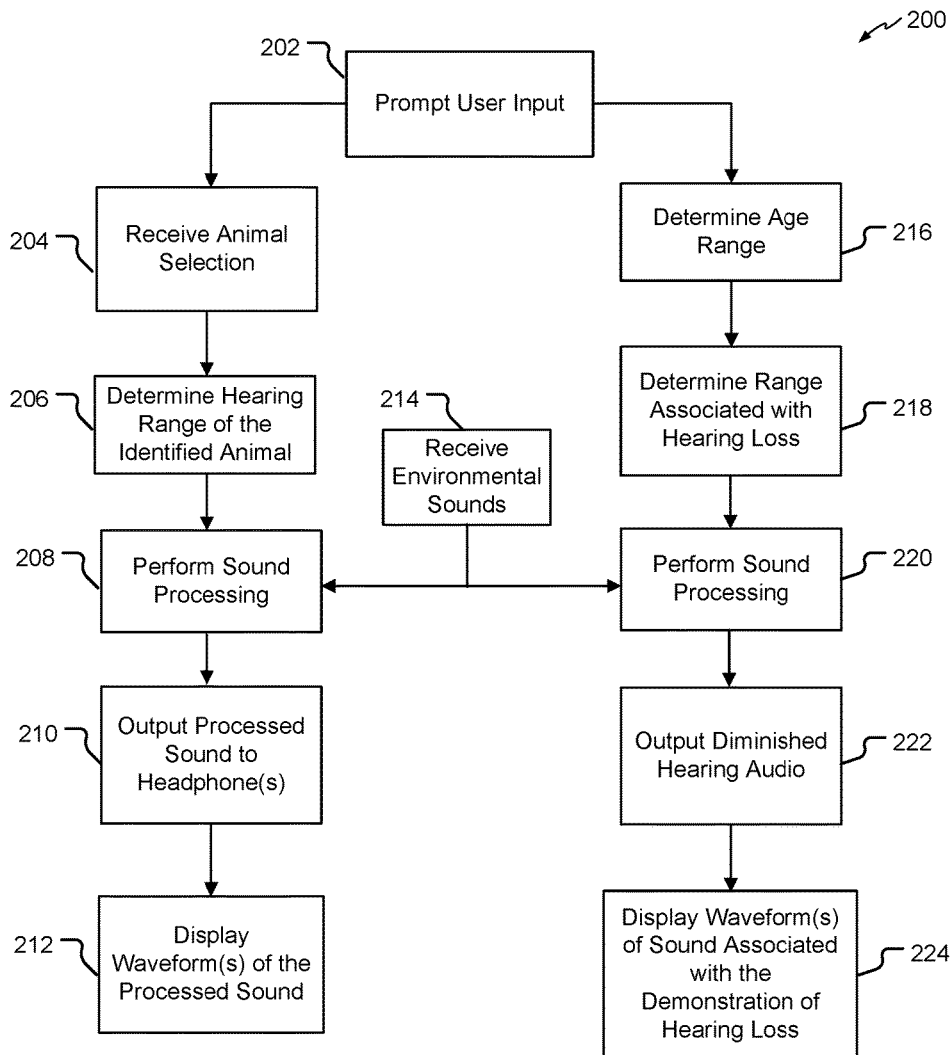 200
202
Prompt User Input
204
Receive Animal
Selection
206
Determine Hearing
Range of the
Identified Animal
208
Perform Sound
Processing
210
Output Processed
Sound to
Headphone(s)
212
Display
Waveform(s) of the
Processed Sound
214
Receive
Environmental
Sounds
Determine Age
Range
216
Determine Range
Associated with
Hearing Loss
218
Perform Sound
Processing
220
Output Diminished
Hearing Audio
222
Display Waveform(s)
of Sound Associated
with the
Demonstration of
Hearing Loss
224